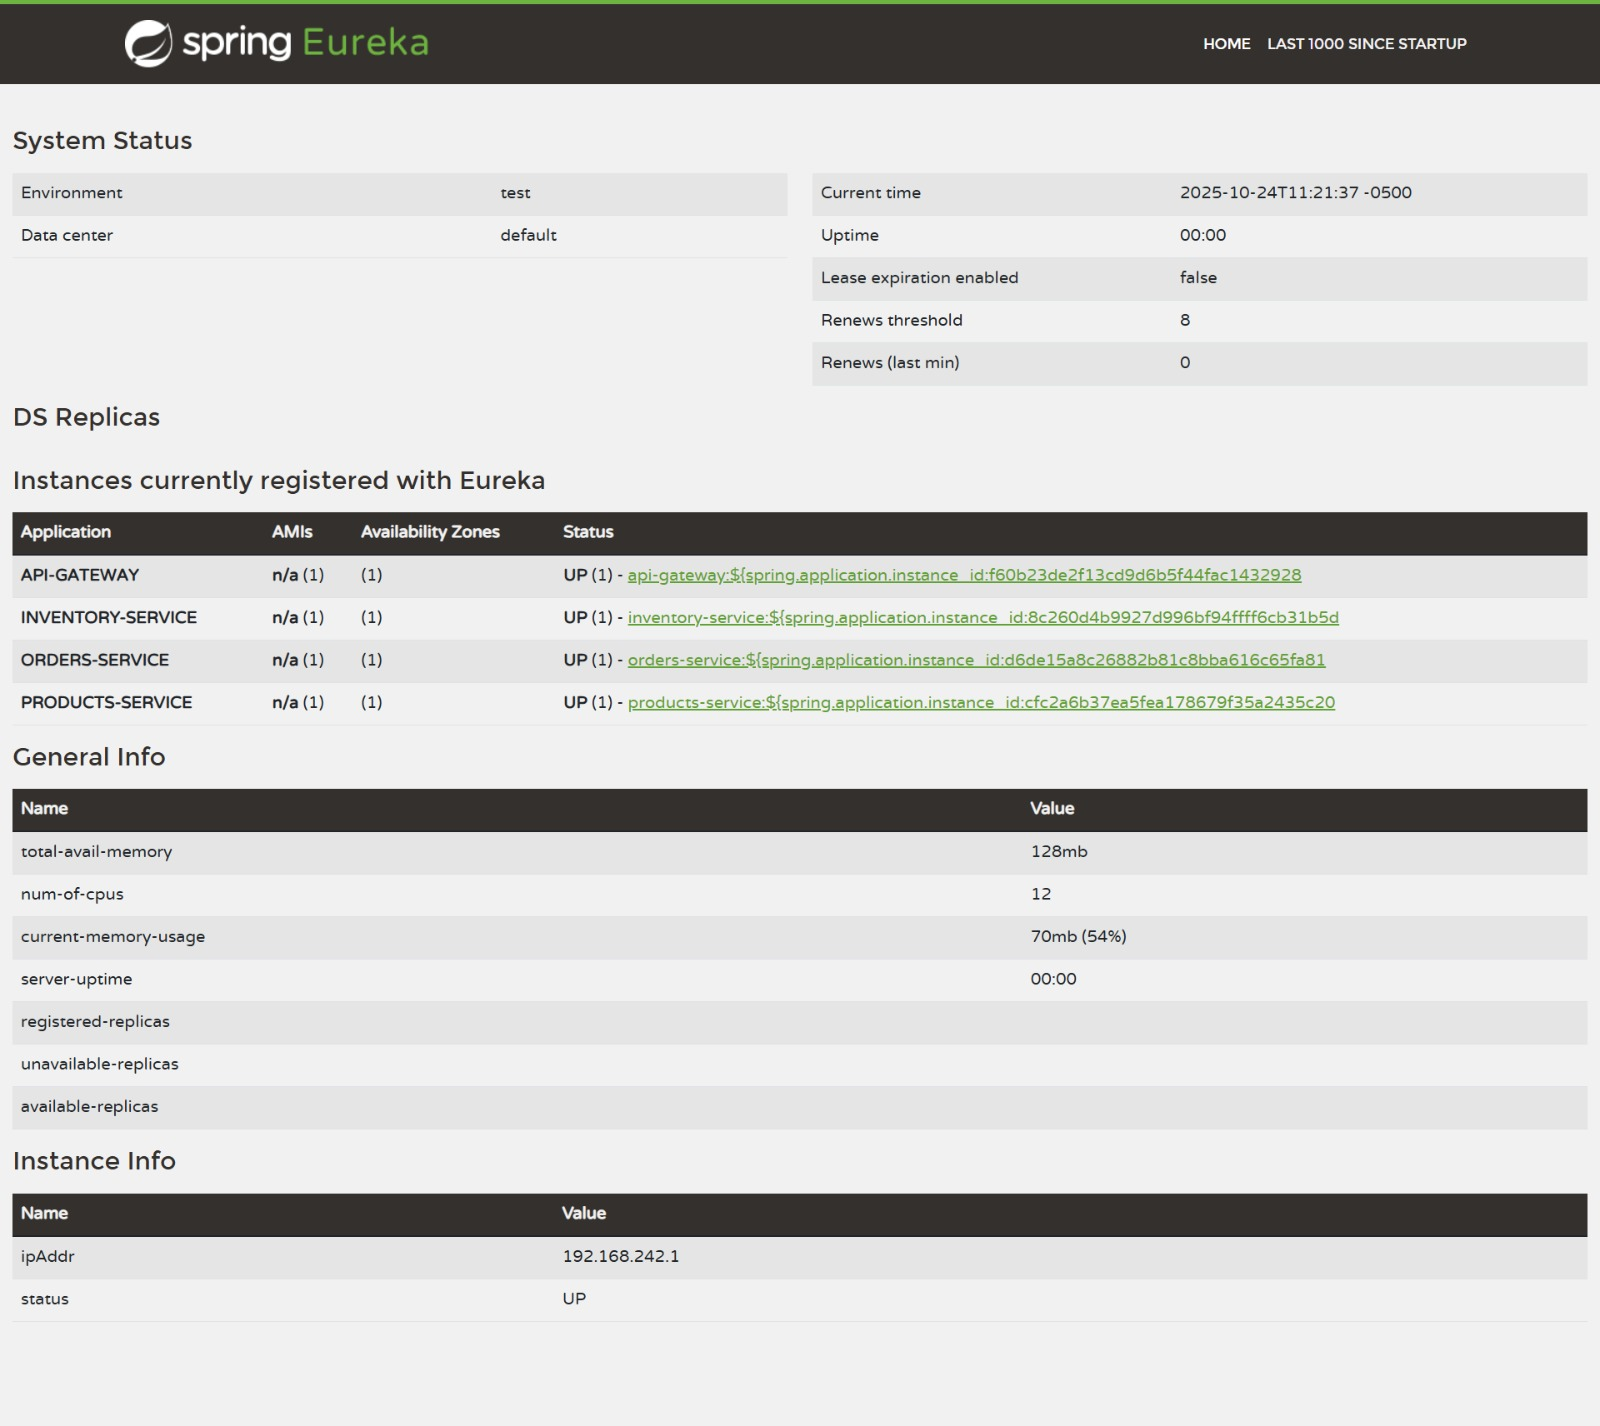 spring Eureka
HOME LAST 1000 SINCE STARTUP
System Status
Environment test
Data center default
Current time 2025-10-24T11:21:37 -0500
Uptime 00:00
Lease expiration enabled false
Renews threshold 8
Renews (last min) 0
DS Replicas
Instances currently registered with Eureka
Application AMIs Availability Zones Status
API-GATEWAY n/a (1) (1) UP (1) - api-gateway:${spring.application.instance_id:f60b23de2f13cd9d6b5f44fac1432928
INVENTORY-SERVICE n/a (1) (1) UP (1) - inventory-service:${spring.application.instance_id:8c260d4b9927d996bf94ffff6cb31b5d
ORDERS-SERVICE n/a (1) (1) UP (1) - orders-service:${spring.application.instance_id:d6de15a8c26882b81c8bba616c65fa81
PRODUCTS-SERVICE n/a (1) (1) UP (1) - products-service:${spring.application.instance_id:cfc2a6b37ea5fea178679f35a2435c20
General Info
Name Value
total-avail-memory 128mb
num-of-cpus 12
current-memory-usage 70mb (54%)
server-uptime 00:00
registered-replicas
unavailable-replicas
available-replicas
Instance Info
Name Value
ipAddr 192.168.242.1
status UP